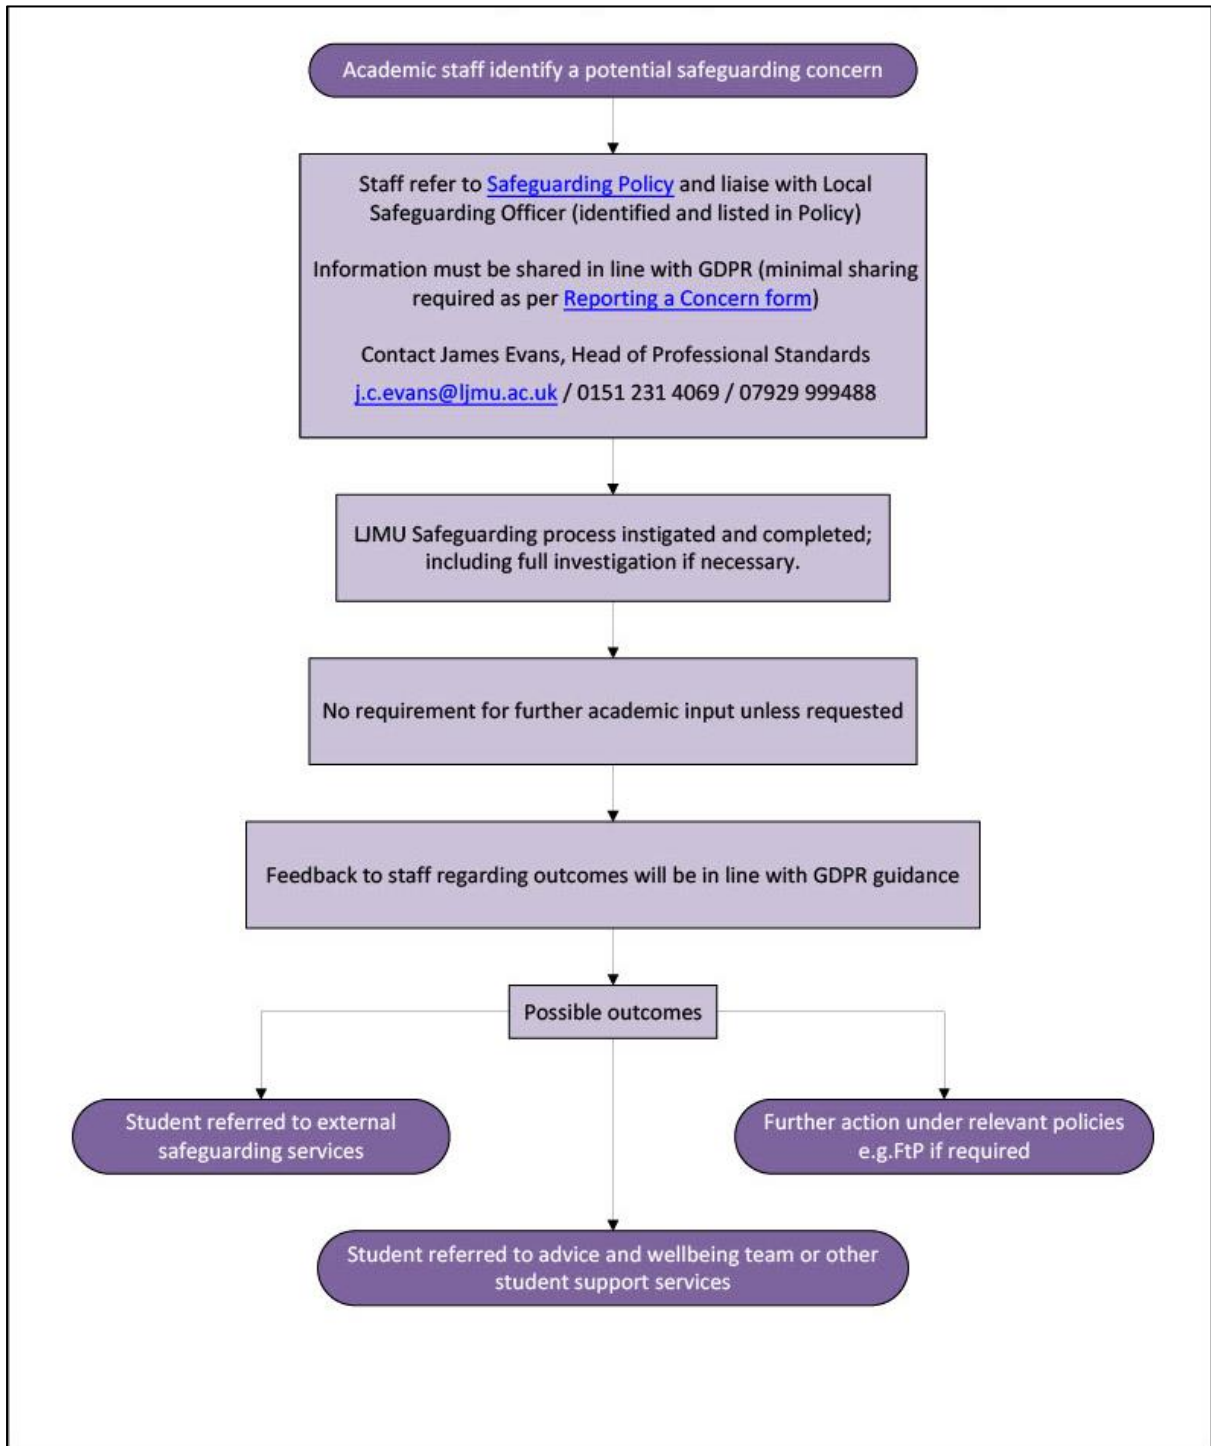 Academic staff identify a potential safeguarding concern
Staff refer to Safeguarding Policy and liaise with Local
Safeguarding Officer (identified and listed in Policy)
Information must be shared in line with GDPR (minimal sharing
required as per Reporting a Concern form)
Contact James Evans, Head of Professional Standards
j.c.evans@ljmu.ac.uk / 0151 231 4069 / 07929 999488
LJMU Safeguarding process instigated and completed;
including full investigation if necessary.
No requirement for further academic input unless requested
Feedback to staff regarding outcomes will be in line with GDPR guidance
Possible outcomes
Student referred to external
safeguarding services
Further action under relevant policies
e.g.FtP if required
Student referred to advice and wellbeing team or other
student support services